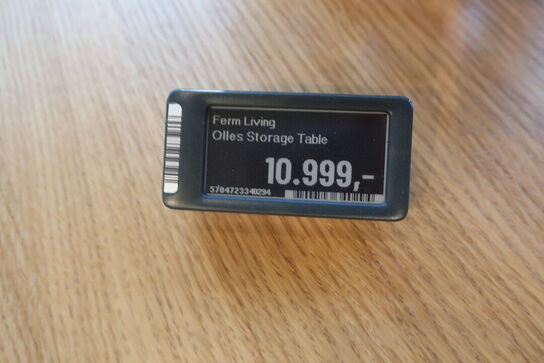 Ferm Living
Olles Storage Table
10.999,-
5704723340294